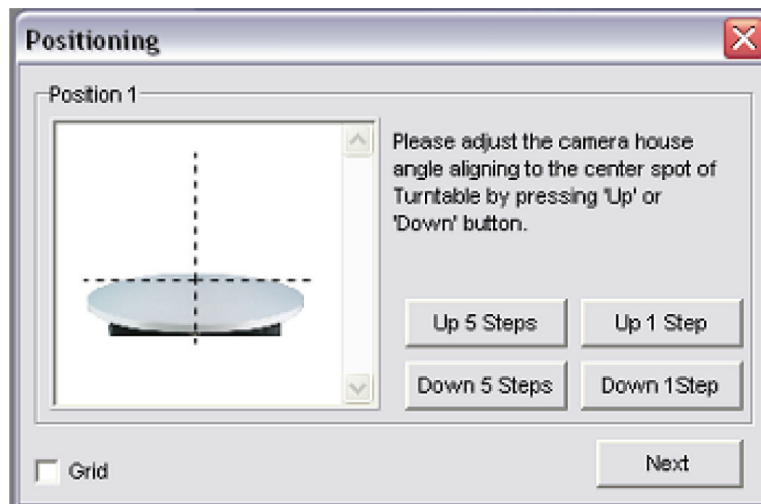 Positioning
Position 1
Please adjust the camera house
angle aligning to the center spot of
Turntable by pressing 'Up' or
'Down' button.
Up 5 Steps
Up 1 Step
Down 5 Steps
Down 1Step
Grid
Next